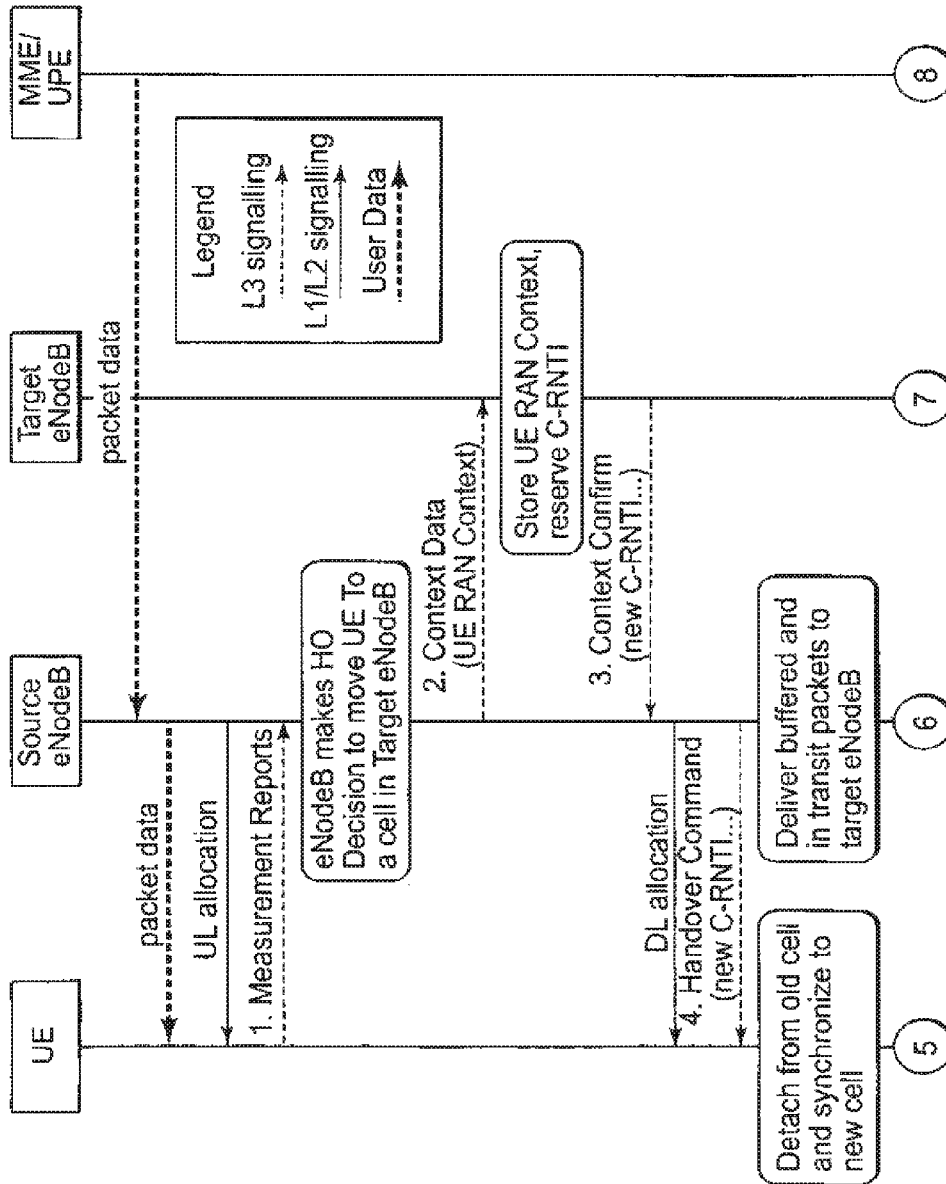 UE
Source
eNodeB
Target
eNodeB
MME/
UPE
packet data
packet data
UL allocation
1. Measurement Reports
Legend
L3 signalling
L1/L2 signalling
User Data
eNodeB makes HO
Decision to move UE To
a cell in Target eNodeB
2. Context Data
(UE RAN Context)
Store UE RAN Context,
reserve C-RNTI
3. Context Confirm
(new C-RNTI...)
DL allocation
4. Handover Command
(new C-RNTI...)
Detach from old cell
and synchronize to
new cell
Deliver buffered and
in transit packets to
target eNodeB
5
6
7
8